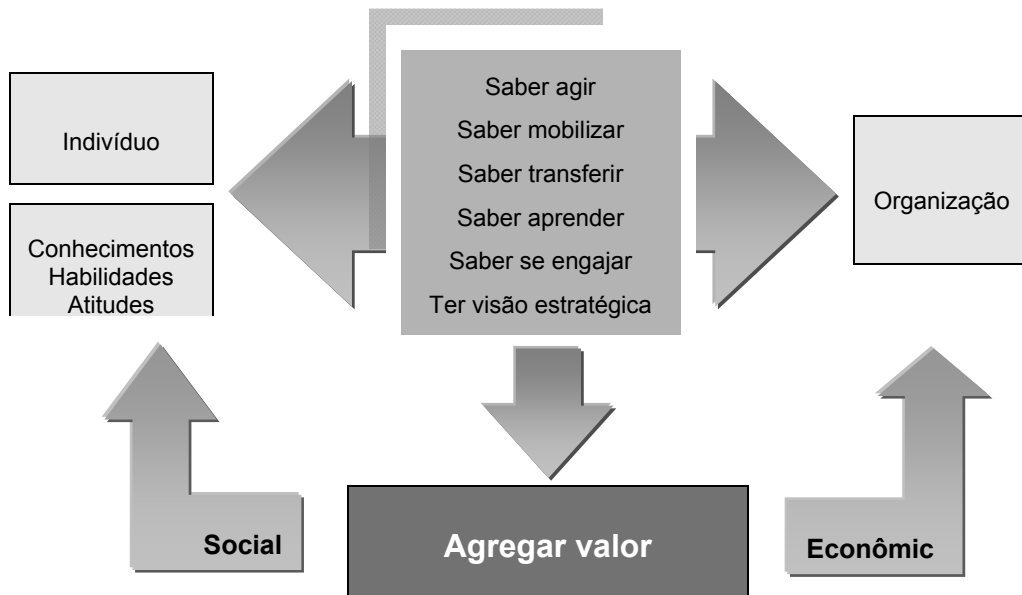 Indivíduo
Conhecimentos
Habilidades
Atitudes
Saber agir
Saber mobilizar
Saber transferir
Saber aprender
Saber se engajar
Ter visão estratégica
Organização
Social
Agregar valor
Econômic